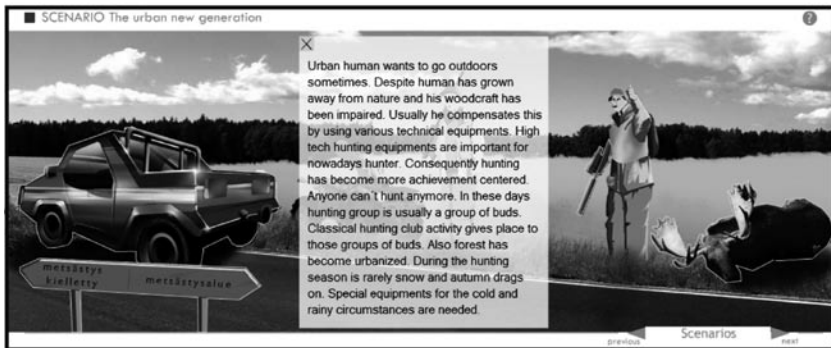 SCENARIO The urban new generation
?
X
Urban human wants to go outdoors
sometimes. Despite human has grown
away from nature and his woodcraft has
been impaired. Usually he compensates this
by using various technical equipments. High
tech hunting equipments are important for
nowadays hunter. Consequently hunting
has become more achievement centered.
Anyone can´t hunt anymore. In these days
hunting group is usually a group of buds.
Classical hunting club activity gives place to
those groups of buds. Also forest has
become urbanized. During the hunting
season is rarely snow and autumn drags
on. Special equipments for the cold and
rainy circumstances are needed.
metsästys
kielletty
metsästysalue
previous
Scenarios
next